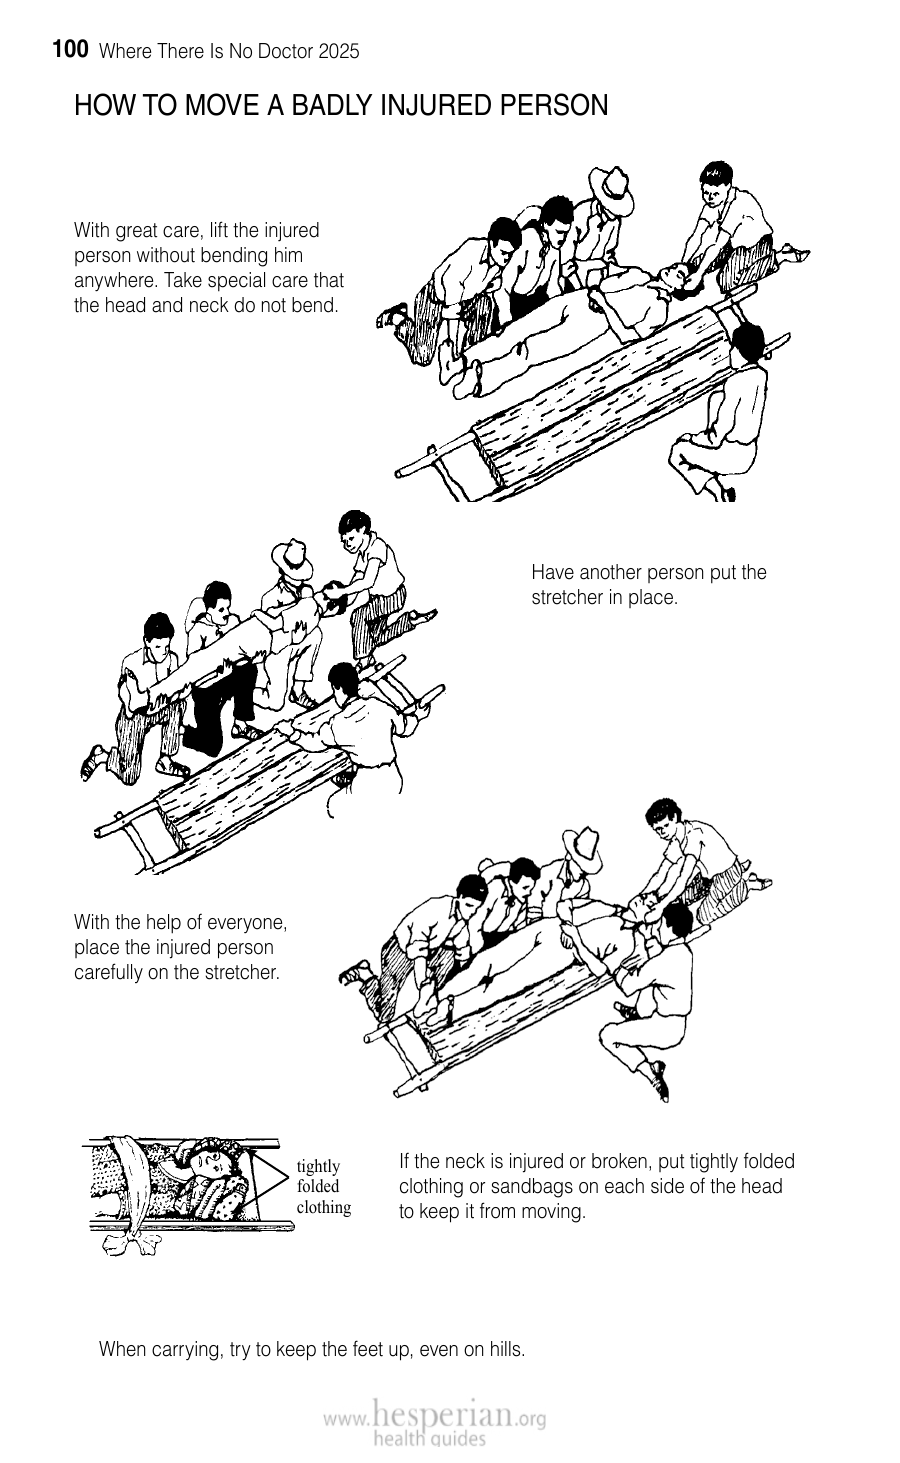 100 Where There Is No Doctor 2025
HOW TO MOVE A BADLY INJURED PERSON
With great care, lift the injured
person without bending him
anywhere. Take special care that
the head and neck do not bend.
Have another person put the
stretcher in place.
With the help of everyone,
place the injured person
carefully on the stretcher.
tightly
folded
clothing
If the neck is injured or broken, put tightly folded
clothing or sandbags on each side of the head
to keep it from moving.
When carrying, try to keep the feet up, even on hills.
www.hesperian.org
health guides